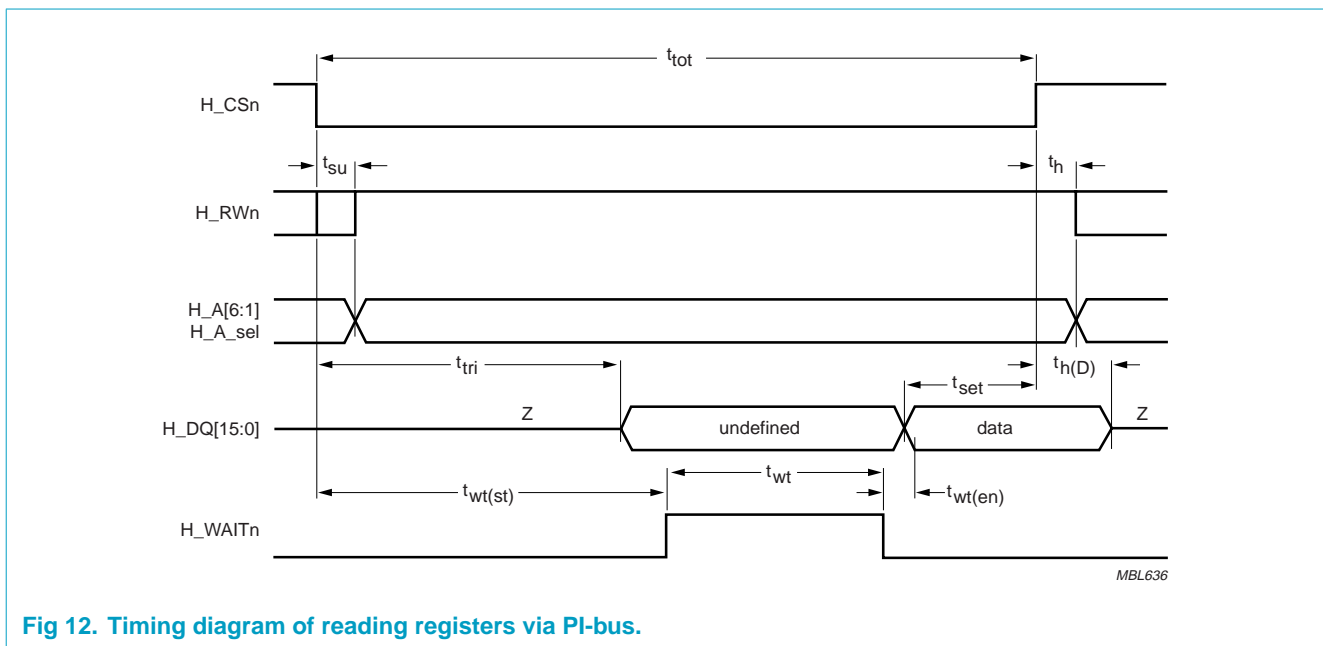 t_tot
H_CSn
t_su
t_h
H_RWn
H_A[6:1]
H_A_sel
t_tri
t_set
t_h(D)
Z
Z
H_DQ[15:0]
undefined
data
t_wt
t_wt(st)
t_wt(en)
H_WAITn
MBL636
Fig 12. Timing diagram of reading registers via PI-bus.